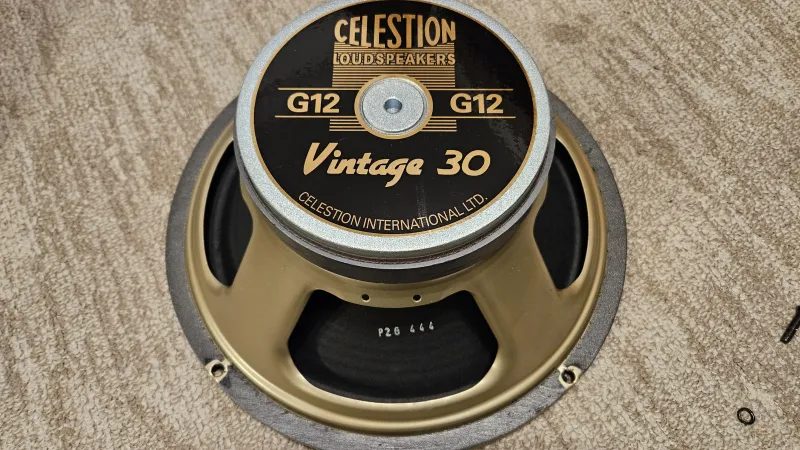 CELESTION
LOUDSPEAKERS
G12 G12
Vintage 30
CELESTION INTERNATIONAL LTD.
P26 444